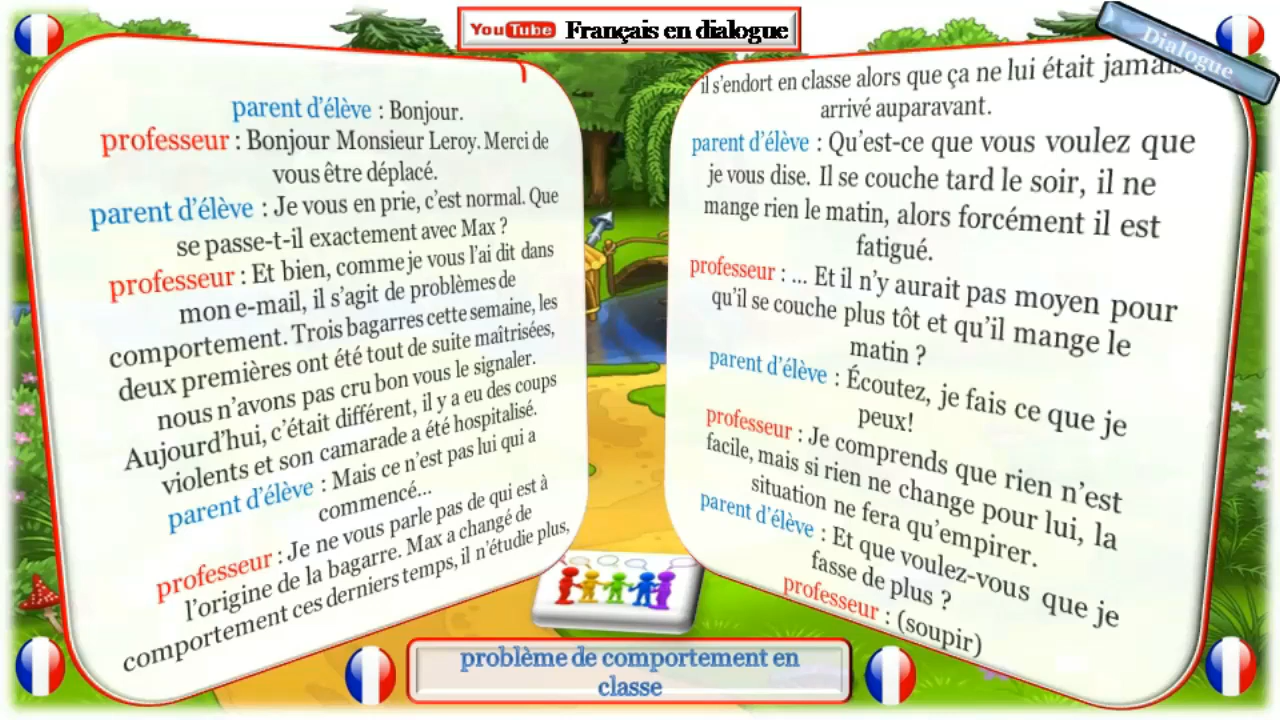 YouTube Français en dialogue
Dialogue
parent d'élève : Bonjour.
professeur : Bonjour Monsieur Leroy. Merci de
vous être déplacé.
parent d'élève : Je vous en prie, c'est normal. Que
se passe-t-il exactement avec Max ?
professeur : Et bien, comme je vous l'ai dit dans
mon e-mail, il s'agit de problèmes de
comportement. Trois bagarres cette semaine, les
deux premières ont été tout de suite maîtrisées,
nous n'avons pas cru bon vous le signaler.
Aujourd'hui, c'était différent, il y a eu des coups
violents et son camarade a été hospitalisé.
parent d'élève : Mais ce n'est pas lui qui a
commencé...
professeur : Je ne vous parle pas de qui est à
l'origine de la bagarre. Max a changé de
comportement ces derniers temps, il n'étudie plus,
il s'endort en classe alors que ça ne lui était jamais
arrivé auparavant.
parent d'élève : Qu'est-ce que vous voulez que
je vous dise. Il se couche tard le soir, il ne
mange rien le matin, alors forcément il est
fatigué.
professeur : ... Et il n'y aurait pas moyen pour
qu'il se couche plus tôt et qu'il mange le
matin ?
parent d'élève : Écoutez, je fais ce que je
peux!
professeur : Je comprends que rien n'est
facile, mais si rien ne change pour lui, la
situation ne fera qu'empirer.
parent d'élève : Et que voulez-vous que je
fasse de plus ?
professeur : (soupir)
problème de comportement en
classe